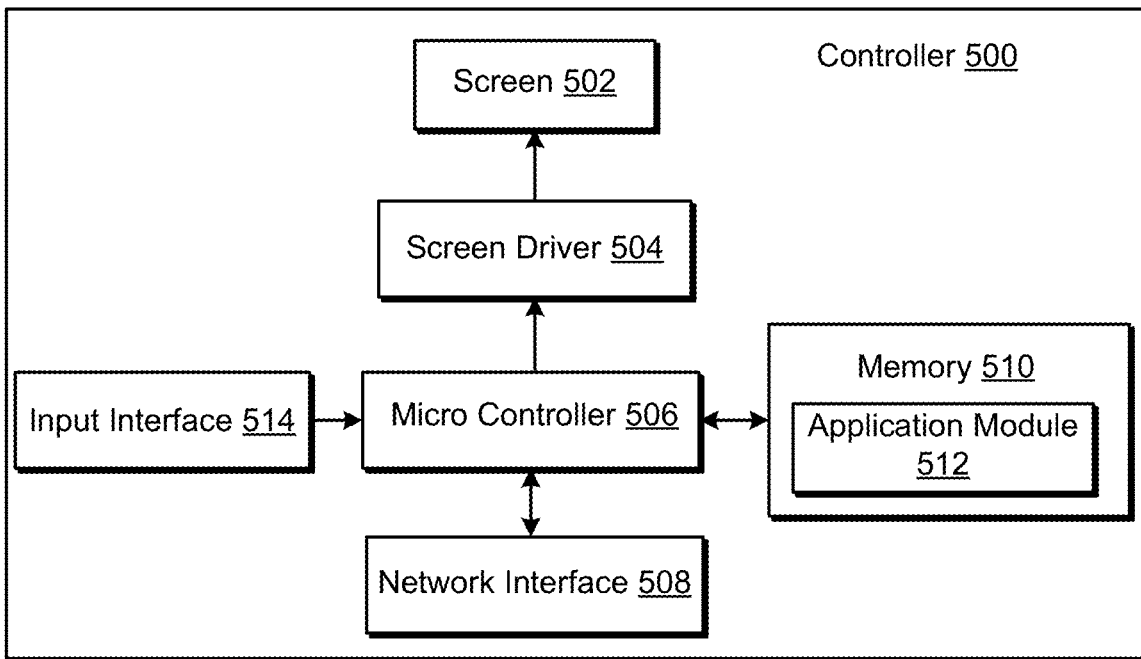 Controller 500
Screen 502
Screen Driver 504
Memory 510
Input Interface 514
Micro Controller 506
Application Module
512
Network Interface 508